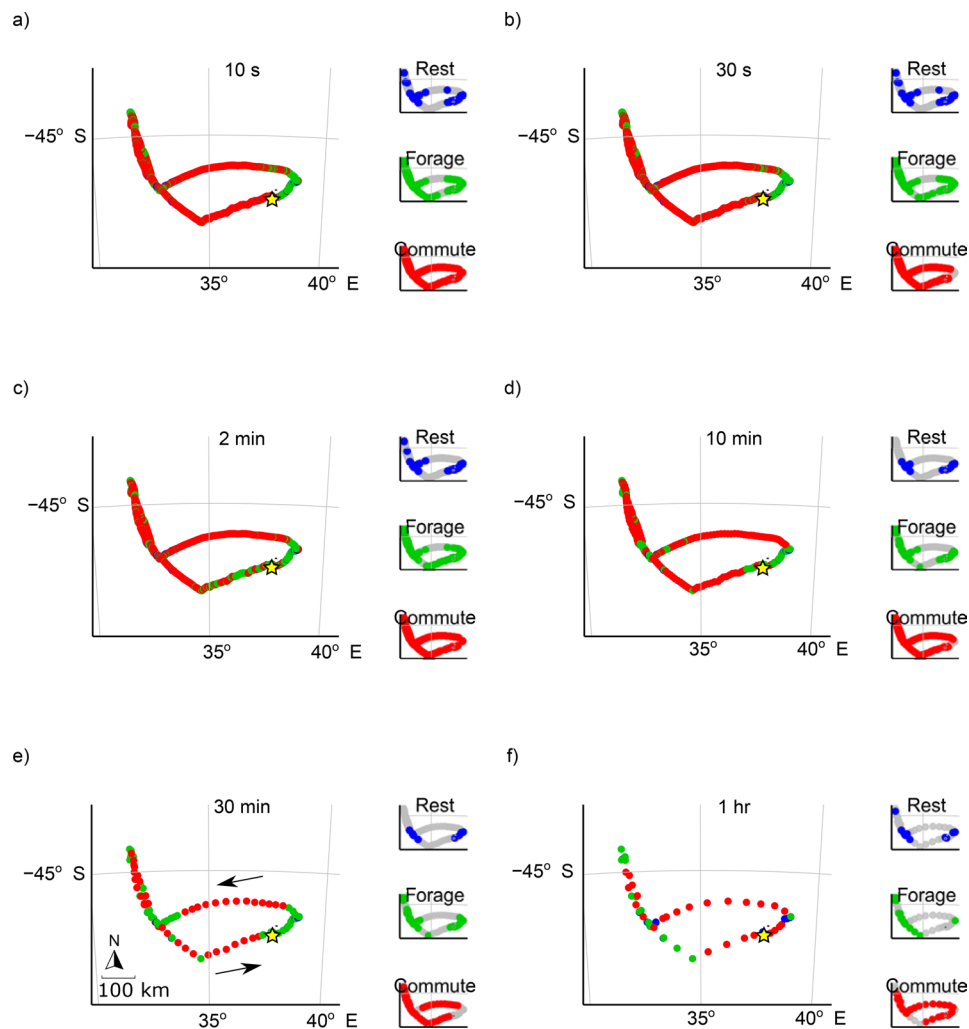 a)
10 s
−45° S
35°
40° E
Rest
Forage
Commute
b)
30 s
−45° S
35°
40° E
Rest
Forage
Commute
c)
2 min
−45° S
35°
40° E
Rest
Forage
Commute
d)
10 min
−45° S
35°
40° E
Rest
Forage
Commute
e)
30 min
−45° S
N
100 km
35°
40° E
Rest
Forage
Commute
f)
1 hr
−45° S
35°
40° E
Rest
Forage
Commute